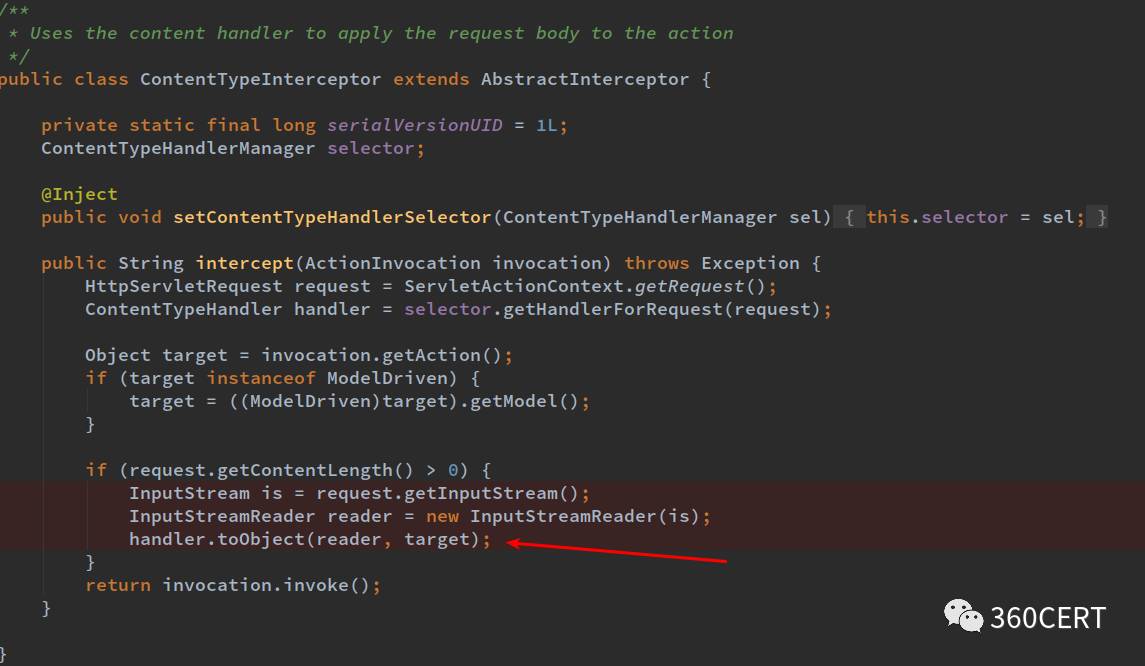 /**
 * Uses the content handler to apply the request body to the action
 */
public class ContentTypeInterceptor extends AbstractInterceptor {
    private static final long serialVersionUID = 1L;
    ContentTypeHandlerManager selector;
    @Inject
    public void setContentTypeHandlerSelector(ContentTypeHandlerManager sel) { this.selector = sel; }
    public String intercept(ActionInvocation invocation) throws Exception {
        HttpServletRequest request = ServletActionContext.getRequest();
        ContentTypeHandler handler = selector.getHandlerForRequest(request);
        Object target = invocation.getAction();
        if (target instanceof ModelDriven) {
            target = ((ModelDriven)target).getModel();
        }
        if (request.getContentLength() > 0) {
            InputStream is = request.getInputStream();
            InputStreamReader reader = new InputStreamReader(is);
            handler.toObject(reader, target);
        }
        return invocation.invoke();
    }
}
360CERT